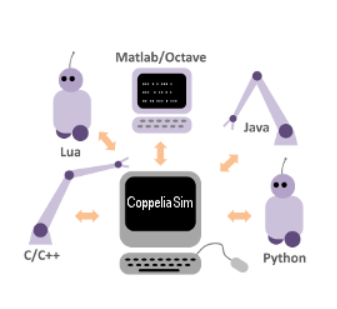 Matlab/Octave
Lua
Java
CoppeliaSim
C/C++
Python